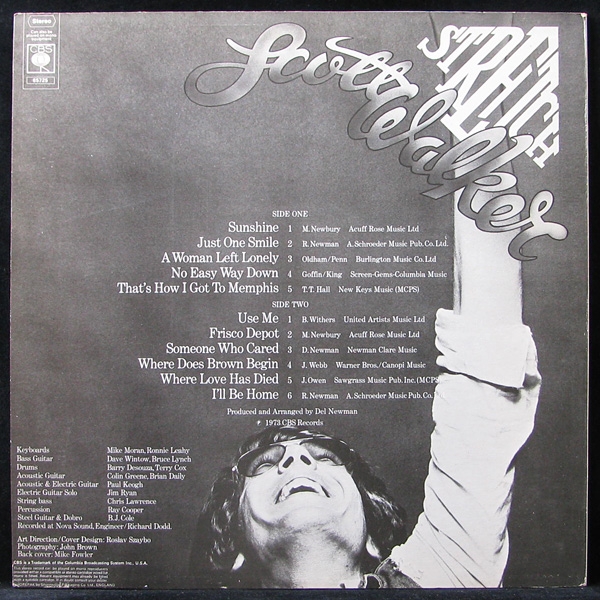 Stereo
Can also be
played on mono
equipment
CBS
65725
Scott Walker
STRETCH
SIDE ONE
Sunshine 1 M. Newbury Acuff Rose Music Ltd
Just One Smile 2 R. Newman A. Schroeder Mus Pub. Co. Ltd.
A Woman Left Lonely 3 Oldham/Penn Burlington Music Co Ltd
No Easy Way Down 4 Goffin/King Screen-Gems-Columbia Music
That's How I Got To Memphis 5 T.T. Hall New Keys Music (MCPS)
SIDE TWO
Use Me 1 B. Withers United Artists Music Ltd
Frisco Depot 2 M. Newbury Acuff Rose Music Ltd
Someone Who Cared 3 D. Newman Newman Clare Music
Where Does Brown Begin 4 J. Webb Warner Bros./Canopi Music
Where Love Has Died 5 J. Owen Sawgrass Music Pub. Inc. (MCPS)
I'll Be Home 6 R. Newman A. Schroeder Music Pub. Co.
Produced and Arranged by Del Newman
℗ 1973 CBS Records
Keyboards Mike Moran, Ronnie Leahy
Bass Guitar Dave Wintow, Bruce Lynch
Drums Barry Desouza, Terry Cox
Acoustic Guitar Colin Greene, Brian Daily
Acoustic & Electric Guitar Paul Keogh
Electric Guitar Solo Jim Ryan
String bass Chris Lawrence
Percussion Ray Cooper
Steel Guitar & Dobro B.J. Cole
Recorded at Nova Sound, Engineer/Richard Dodd.
Art Direction/Cover Design: Roslav Szaybo
Photography: John Brown
Back cover: Mike Fowler
CBS is a Trademark of the Columbia Broadcasting System Inc., U.S.A.